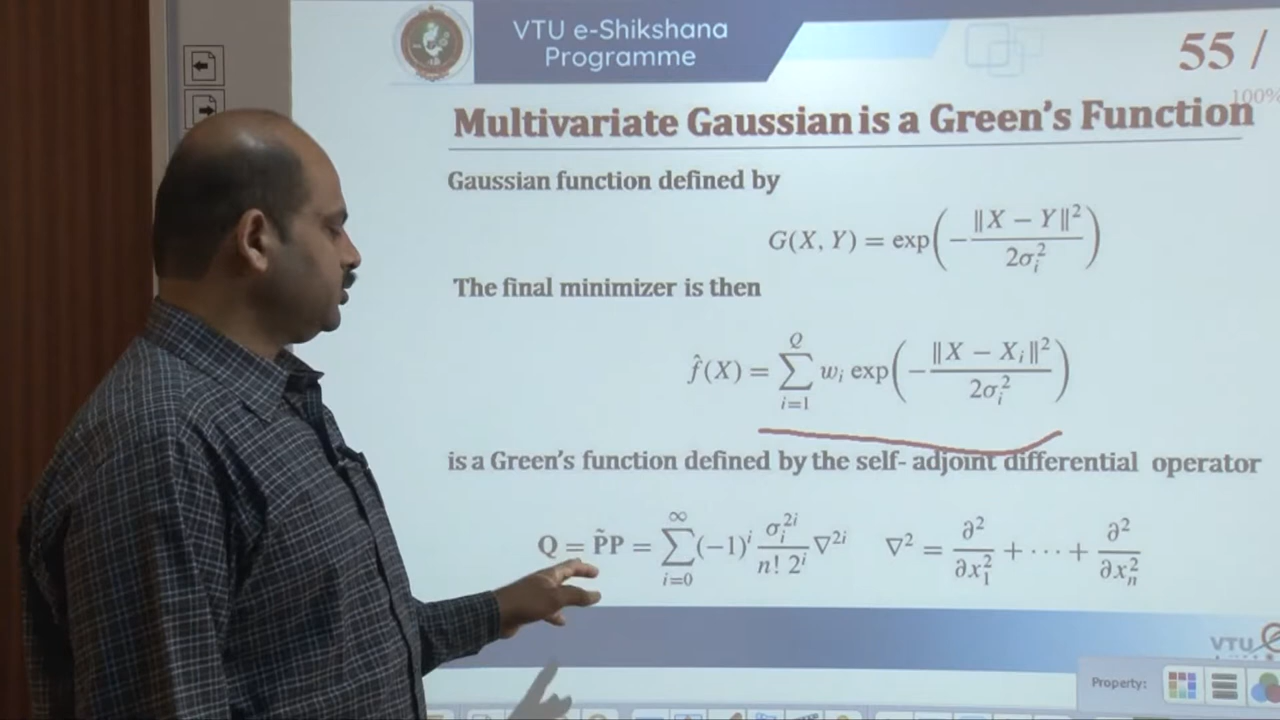 VTU e-Shikshana
Programme
55 /
100%
Multivariate Gaussian is a Green's Function
Gaussian function defined by
G(X, Y) = exp(−‖X − Y‖² / 2σᵢ²)
The final minimizer is then
f̂(X) = ∑_{i=1}^{Q} wᵢ exp(−‖X − Xᵢ‖² / 2σᵢ²)
is a Green's function defined by the self- adjoint differential operator
Q = P̃P = ∑_{i=0}^{∞} (−1)ⁱ σᵢ²ⁱ / n! 2ⁱ ∇²ⁱ   ∇² = ∂²/∂x₁² + ⋯ + ∂²/∂xₙ²
VTU
Property: